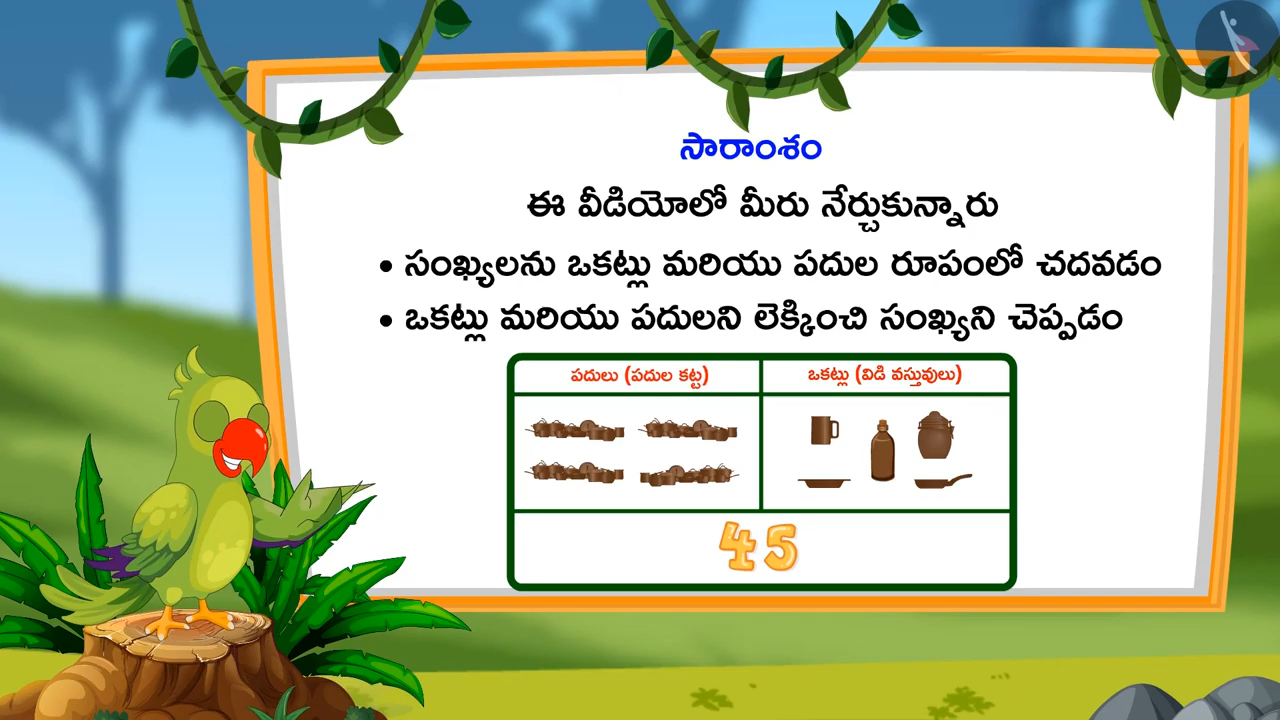 సారాంశం
ఈ వీడియోలో మీరు నేర్చుకున్నారు
• సంఖ్యలను ఒకట్లు మరియు పదుల రూపంలో చదవడం
• ఒకట్లు మరియు పదులని లెక్కించి సంఖ్యని చెప్పడం
పదులు (పదుల కట్ట) ఒకట్లు (విడి వస్తువులు)
45